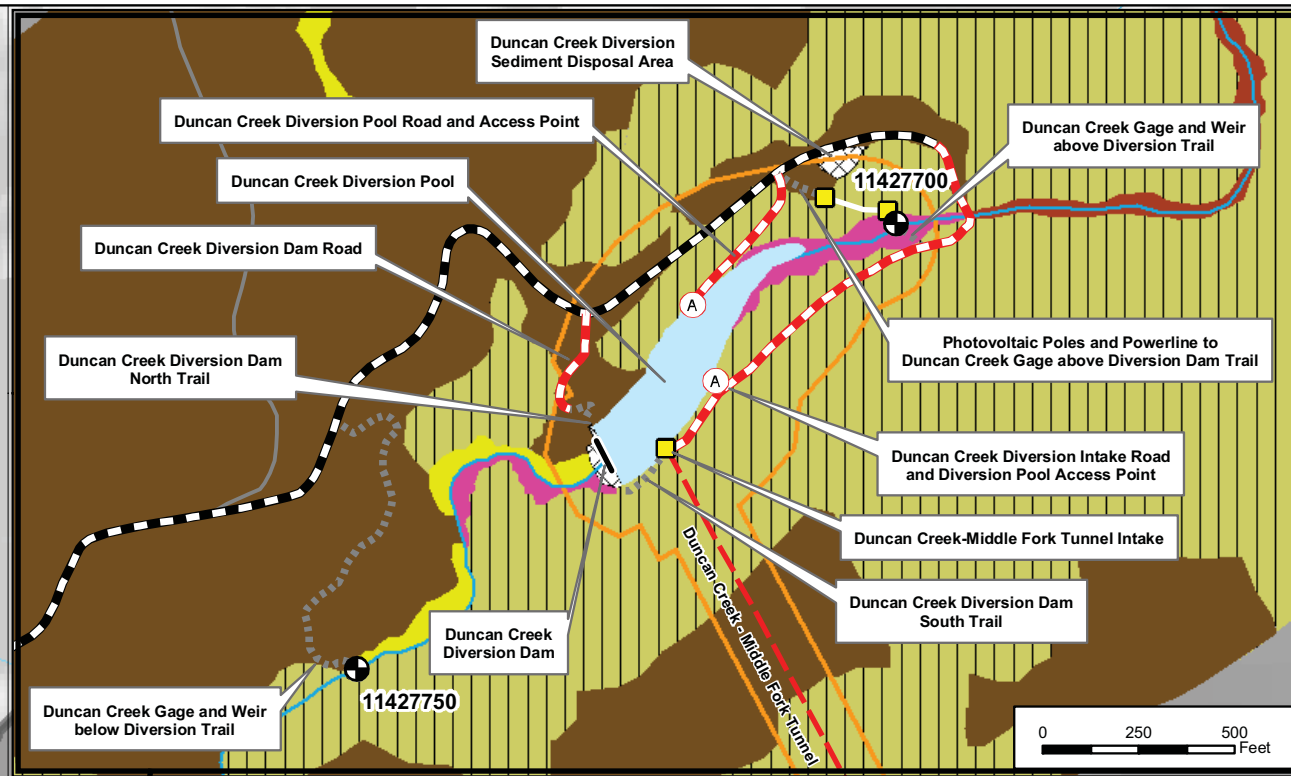 Duncan Creek Diversion
Sediment Disposal Area
Duncan Creek Diversion Pool Road and Access Point
Duncan Creek Gage and Weir
above Diversion Trail
Duncan Creek Diversion Pool
11427700
Duncan Creek Diversion Dam Road
A
Duncan Creek Diversion Dam
North Trail
Photovoltaic Poles and Powerline to
Duncan Creek Gage above Diversion Dam Trail
A
Duncan Creek Diversion Intake Road
and Diversion Pool Access Point
Duncan Creek-Middle Fork Tunnel Intake
Duncan Creek - Middle Fork Tunnel
Duncan Creek Diversion Dam
South Trail
Duncan Creek
Diversion Dam
11427750
Duncan Creek Gage and Weir
below Diversion Trail
0 250 500
Feet